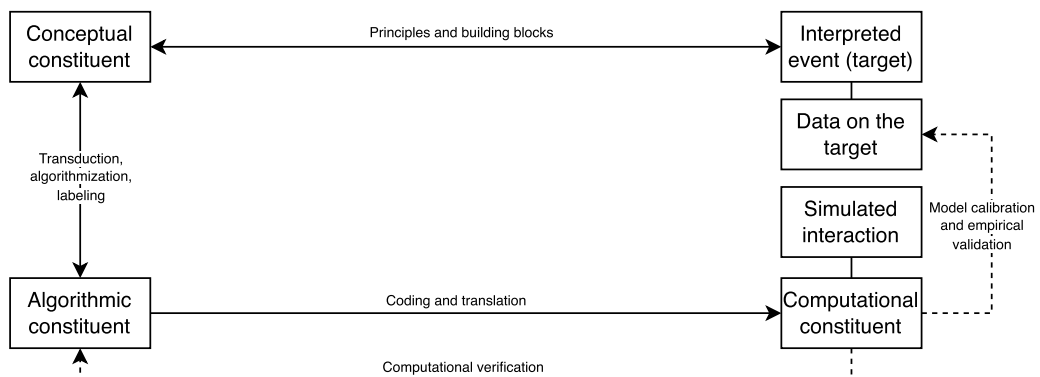 Conceptual
constituent
Principles and building blocks
Interpreted
event (target)
Data on the
target
Transduction,
algorithmization,
labeling
Simulated
interaction
Model calibration
and empirical
validation
Algorithmic
constituent
Coding and translation
Computational
constituent
Computational verification